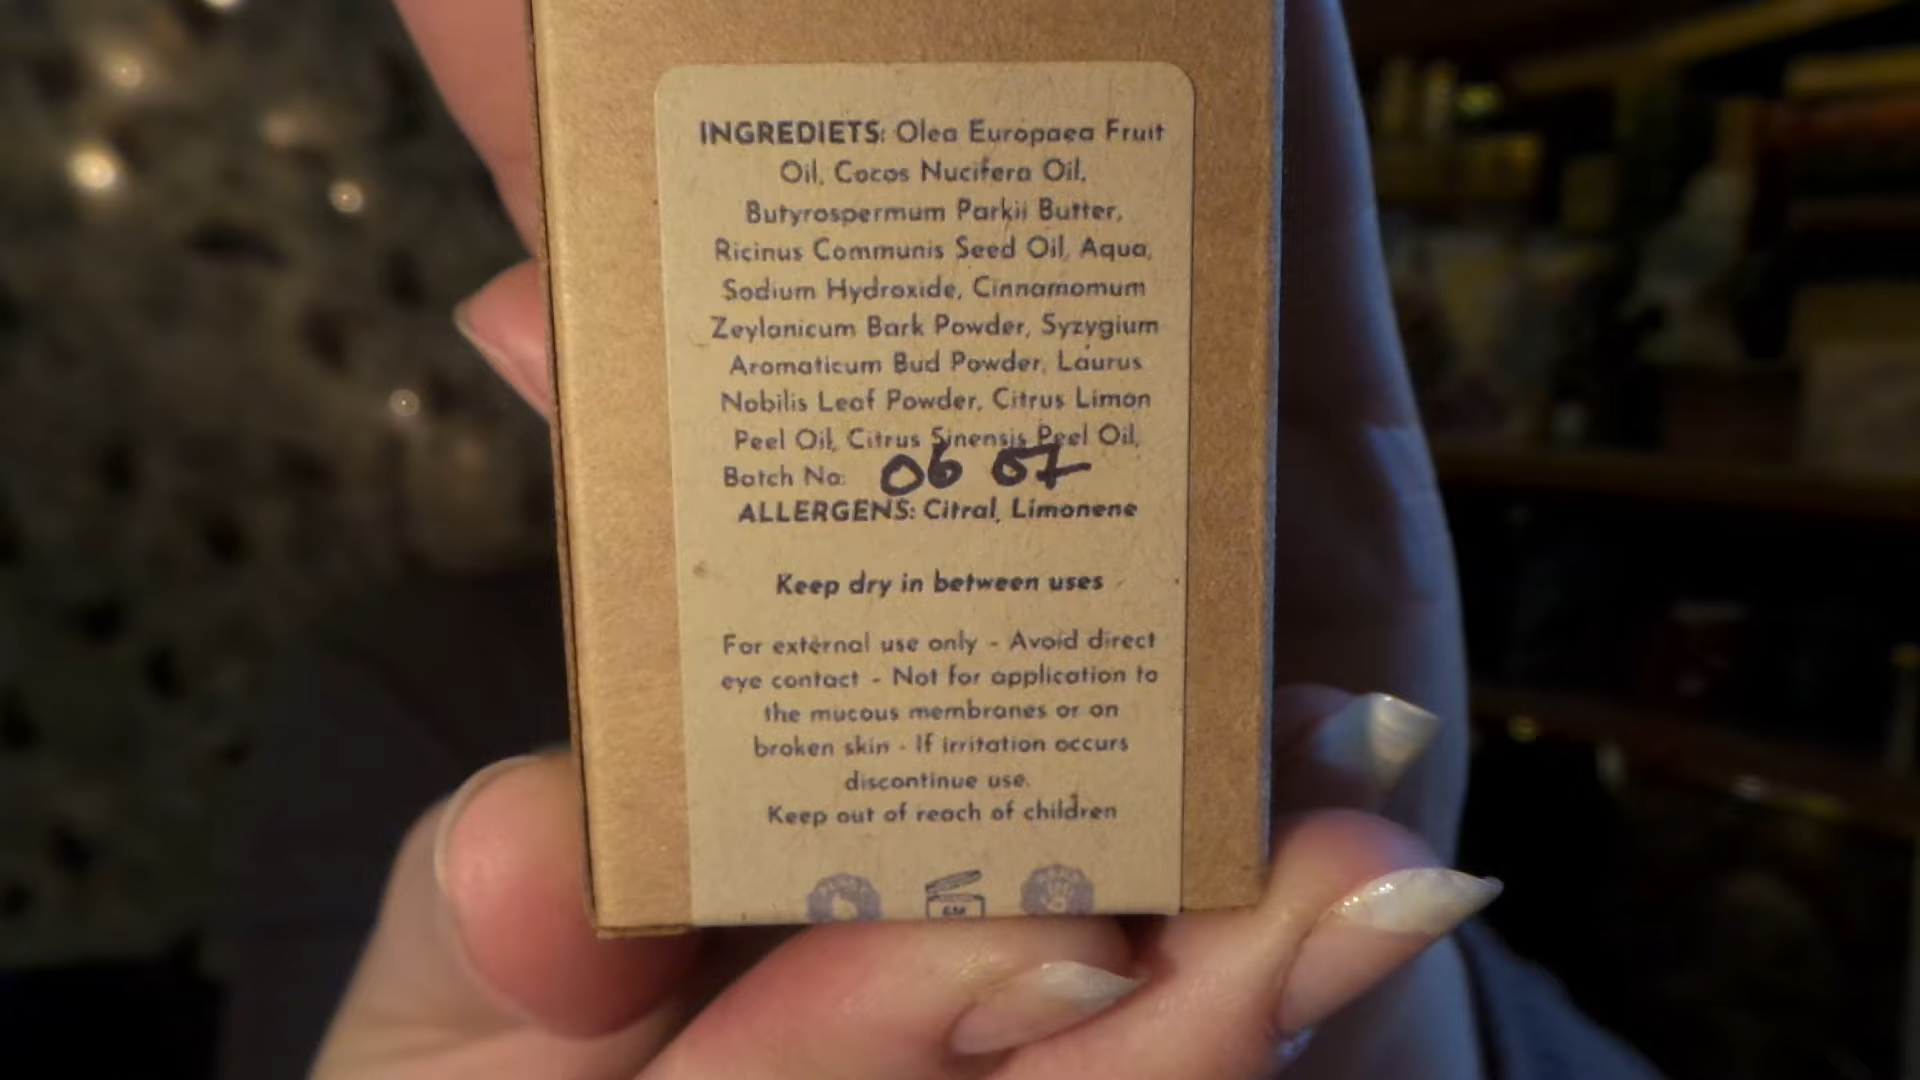 INGREDIETS: Olea Europaea Fruit
Oil, Cocos Nucifera Oil,
Butyrospermum Parkii Butter,
Ricinus Communis Seed Oil, Aqua,
Sodium Hydroxide, Cinnamomum
Zeylanicum Bark Powder, Syzygium
Aromaticum Bud Powder, Laurus
Nobilis Leaf Powder, Citrus Limon
Peel Oil, Citrus Sinensis Peel Oil,
Batch No: 06 07
ALLERGENS: Citral, Limonene
Keep dry in between uses
For external use only - Avoid direct
eye contact - Not for application to
the mucous membranes or on
broken skin - If irritation occurs
discontinue use.
Keep out of reach of children
6M